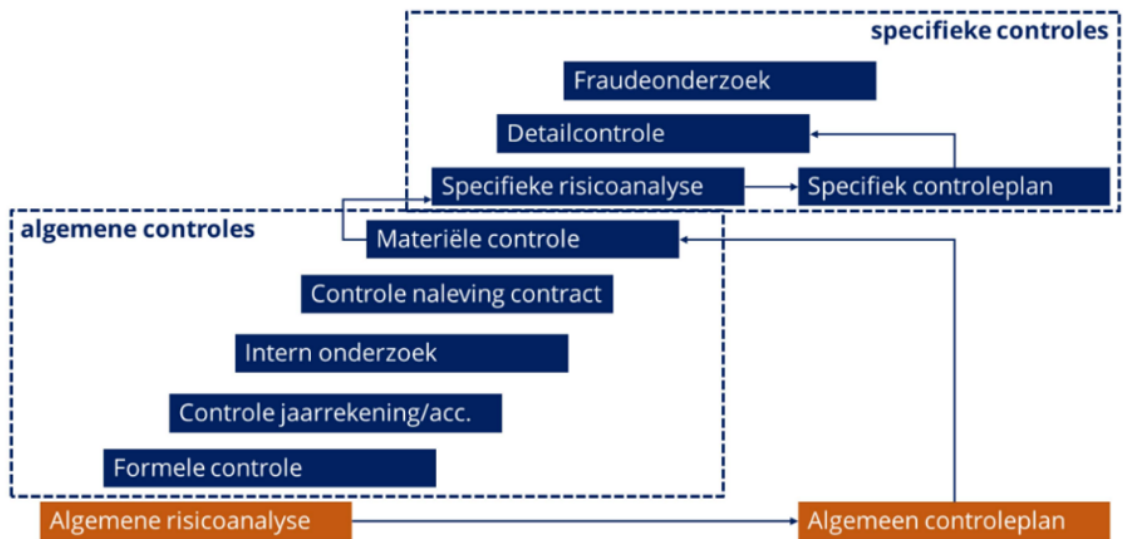 specifieke controles
Fraudeonderzoek
Detailcontrole
Specifieke risicoanalyse
Specifiek controleplan
algemene controles
Materiële controle
Controle naleving contract
Intern onderzoek
Controle jaarrekening/acc.
Formele controle
Algemene risicoanalyse
Algemeen controleplan